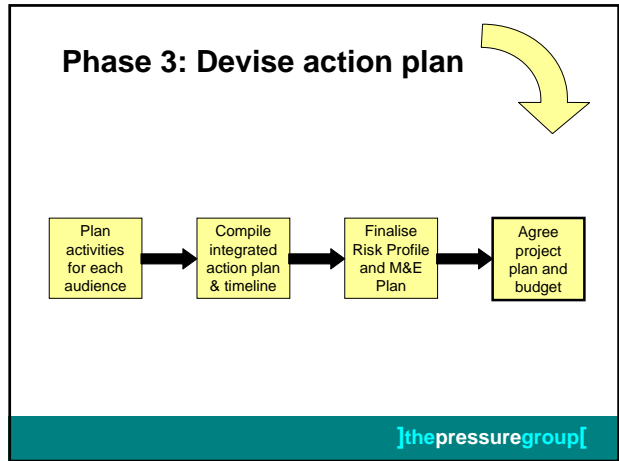 Phase 3: Devise action plan
Plan
activities
for each
audience
Compile
integrated
action plan
& timeline
Finalise
Risk Profile
and M&E
Plan
Agree
project
plan and
budget
]thepressuregroup[